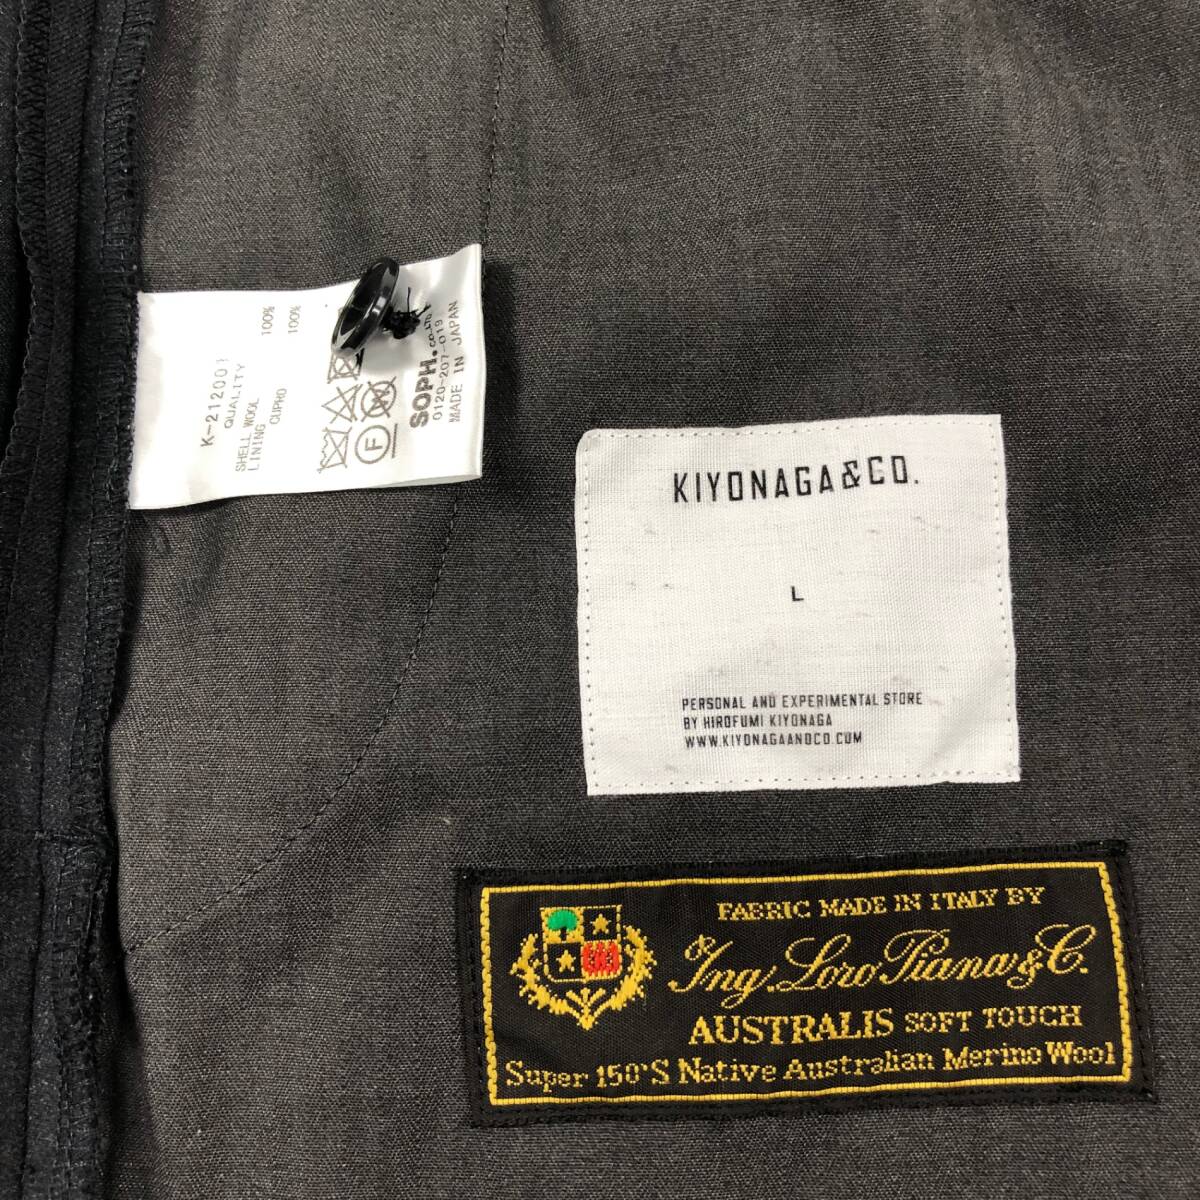 K-21200
QUALITY
SHELL WOOL 100%
LINING CUPRO 100%
F
W
SOPH.CO.,LTD.
0120-207-019
MADE IN JAPAN
KIYONAGA&CO.
L
PERSONAL AND EXPERIMENTAL STORE
BY HIROFUMI KIYONAGA
WWW.KIYONAGAANDCO.COM
FABRIC MADE IN ITALY BY
Ing. Loro Piana & C.
AUSTRALIS SOFT TOUCH
Super 150'S Native Australian Merino Wool